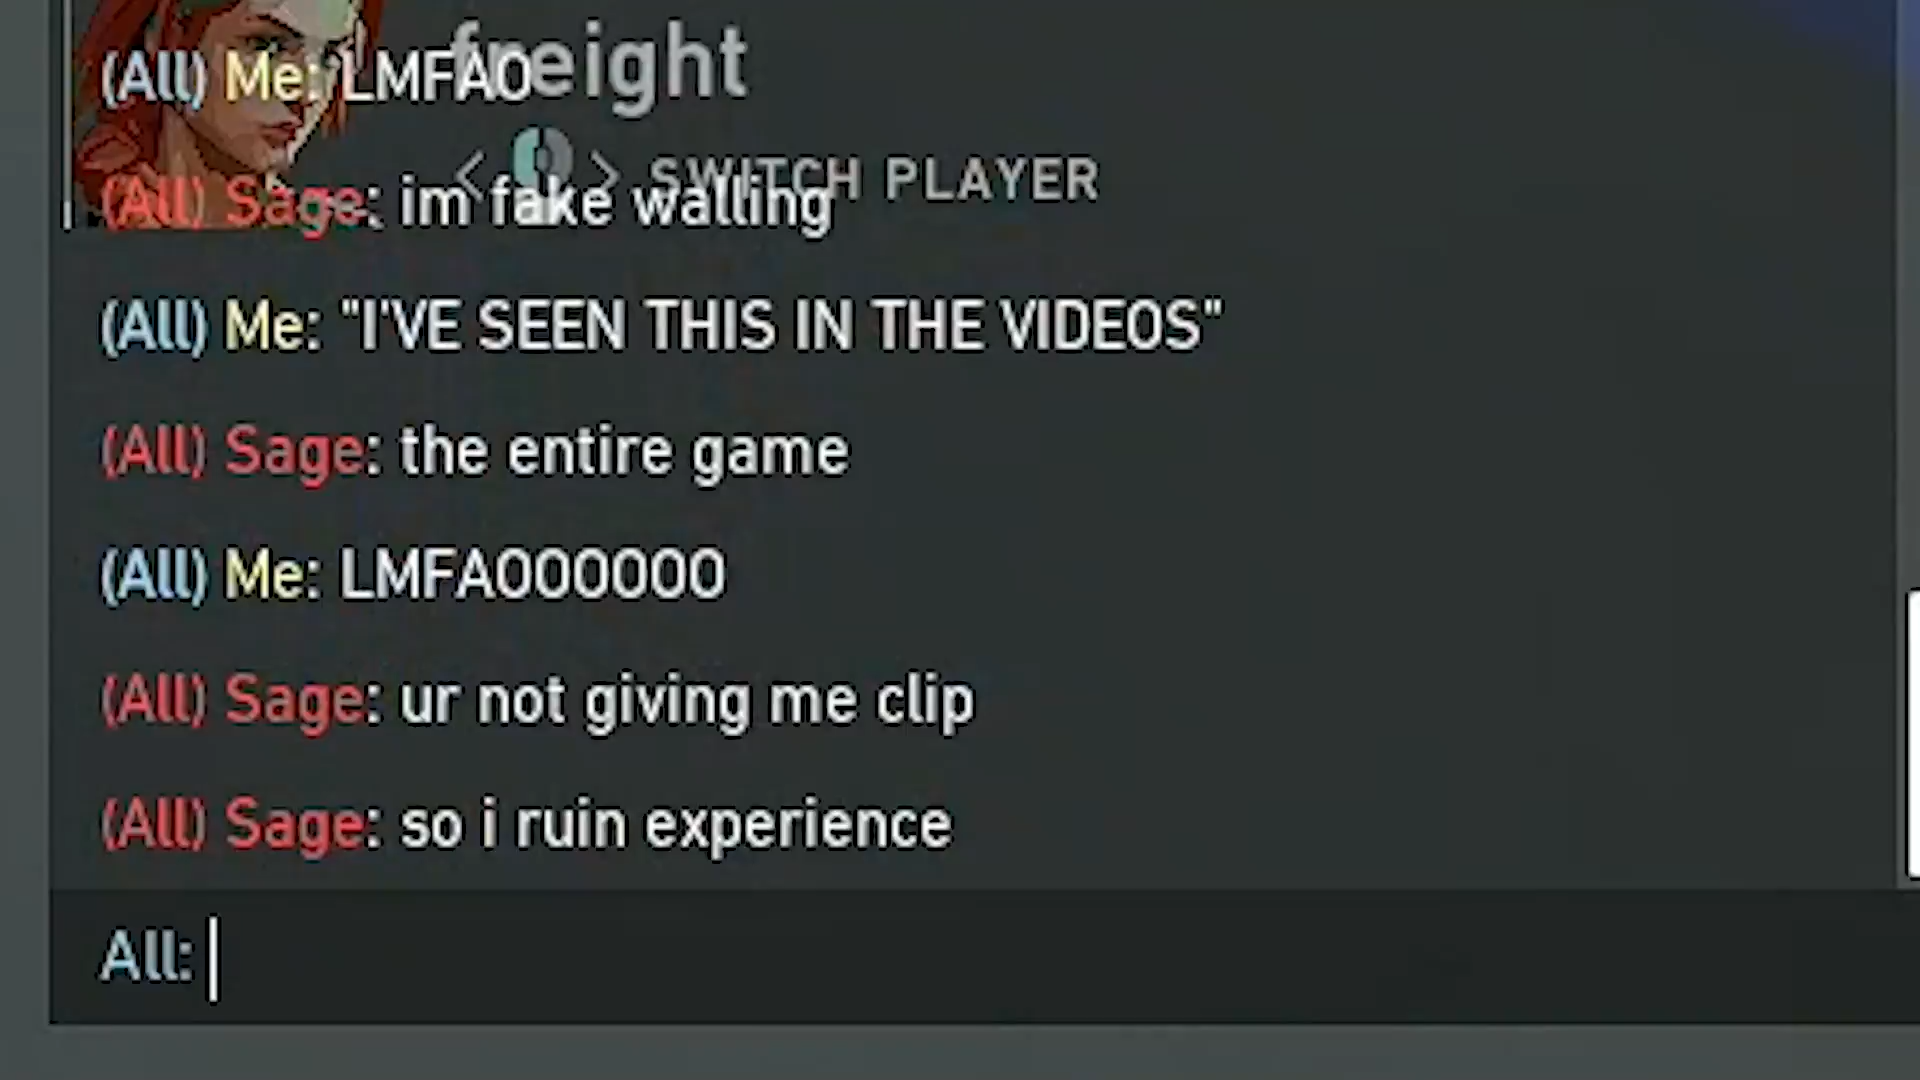 freight
(All) Me: LMFAO
< > SWITCH PLAYER
(All) Sage: im fake walling
(All) Me: "I'VE SEEN THIS IN THE VIDEOS"
(All) Sage: the entire game
(All) Me: LMFAOOOOOO
(All) Sage: ur not giving me clip
(All) Sage: so i ruin experience
All: